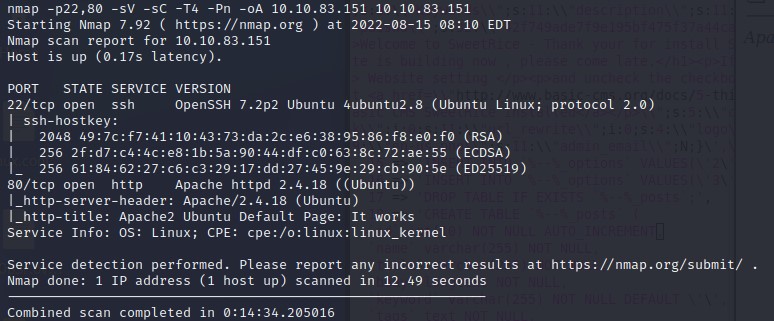 nmap -p22,80 -sV -sC -T4 -Pn -oA 10.10.83.151 10.10.83.151
Starting Nmap 7.92 ( https://nmap.org ) at 2022-08-15 08:10 EDT
Nmap scan report for 10.10.83.151
Host is up (0.17s latency).
PORT   STATE SERVICE VERSION
22/tcp open  ssh     OpenSSH 7.2p2 Ubuntu 4ubuntu2.8 (Ubuntu Linux; protocol 2.0)
| ssh-hostkey:
|   2048 49:7c:f7:41:10:43:73:da:2c:e6:38:95:86:f8:e0:f0 (RSA)
|   256 2f:d7:c4:4c:e8:1b:5a:90:44:df:c0:63:8c:72:ae:55 (ECDSA)
|_  256 61:84:62:27:c6:c3:29:17:dd:27:45:9e:29:cb:90:5e (ED25519)
80/tcp open  http    Apache httpd 2.4.18 ((Ubuntu))
|_http-server-header: Apache/2.4.18 (Ubuntu)
|_http-title: Apache2 Ubuntu Default Page: It works
Service Info: OS: Linux; CPE: cpe:/o:linux:linux_kernel
Service detection performed. Please report any incorrect results at https://nmap.org/submit/ .
Nmap done: 1 IP address (1 host up) scanned in 12.49 seconds
Combined scan completed in 0:14:34.205016